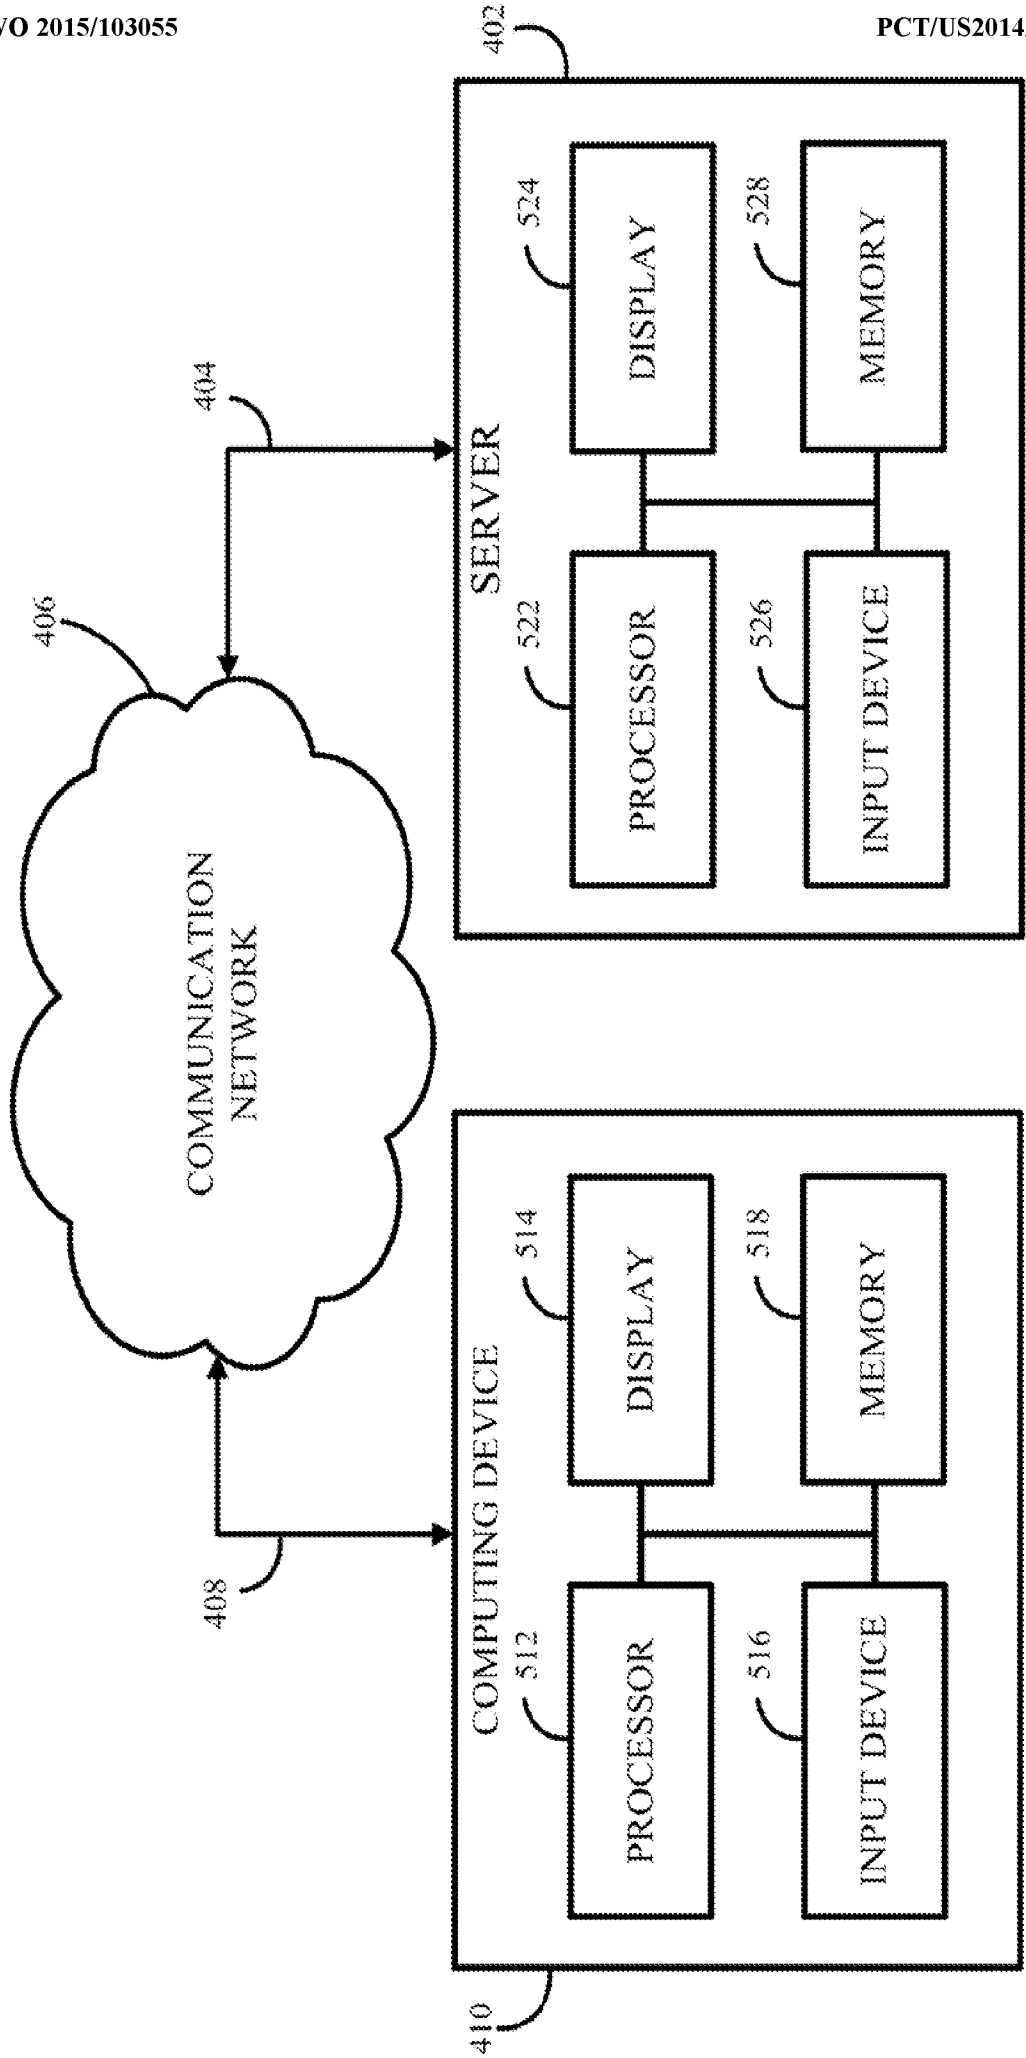 WO 2015/103055
PCT/US2014
COMMUNICATION
NETWORK
406
408
404
410
COMPUTING DEVICE
512
PROCESSOR
514
DISPLAY
516
INPUT DEVICE
518
MEMORY
402
SERVER
522
PROCESSOR
524
DISPLAY
526
INPUT DEVICE
528
MEMORY